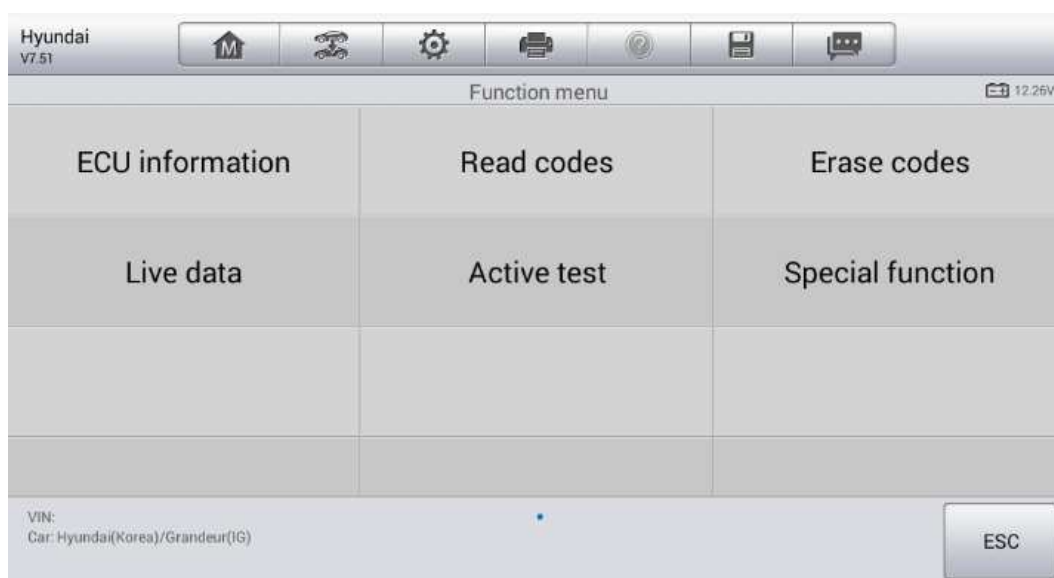 Hyundai
V7.51
M
Function menu
12.26V
ECU information
Read codes
Erase codes
Live data
Active test
Special function
VIN:
Car: Hyundai(Korea)/Grandeur(IG)
ESC